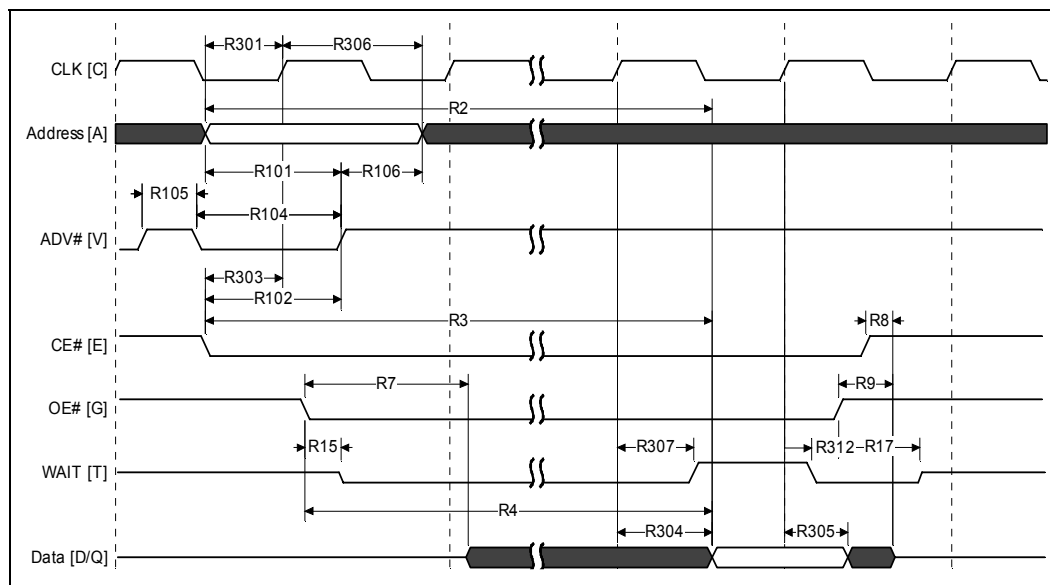 R301 R306
CLK [C]
R2
Address [A]
R101 R106
R105
R104
ADV# [V]
R303
R102
R3 R8
CE# [E]
R7 R9
OE# [G]
R15 R307 R312 R17
WAIT [T]
R4
R304 R305
Data [D/Q]